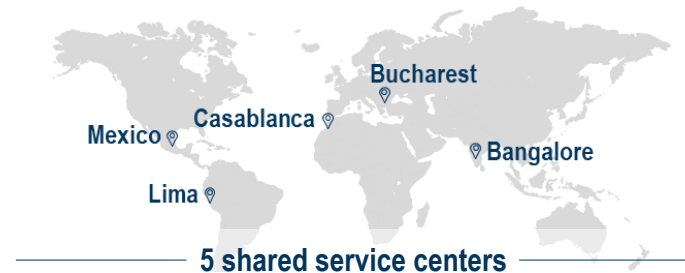 Bucharest
Casablanca
Mexico
Bangalore
Lima
5 shared service centers